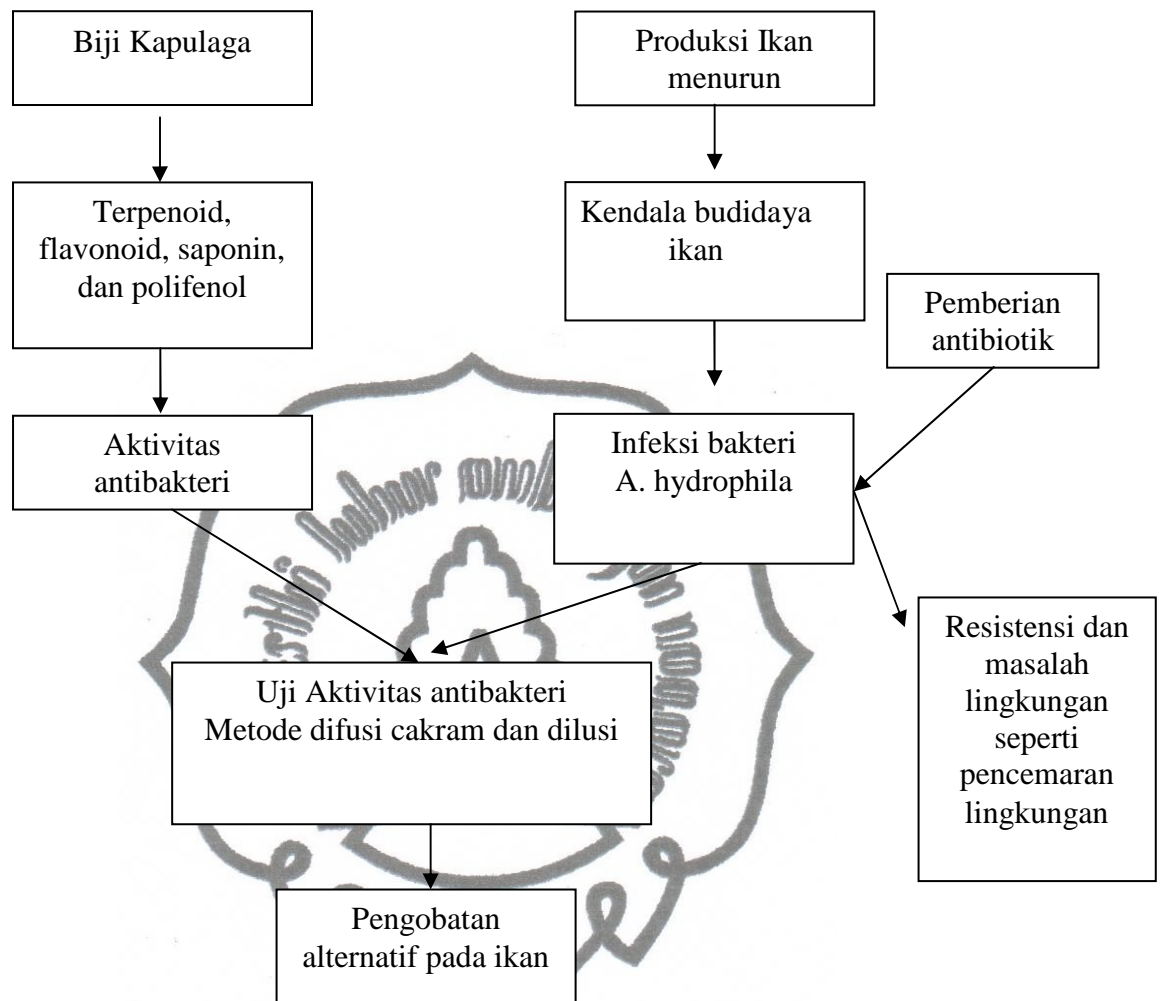 Biji Kapulaga
Produksi Ikan
menurun
Terpenoid,
flavonoid, saponin,
dan polifenol
Kendala budidaya
ikan
Pemberian
antibiotik
Aktivitas
antibakteri
Infeksi bakteri
A. hydrophila
Uji Aktivitas antibakteri
Metode difusi cakram dan dilusi
Resistensi dan
masalah
lingkungan
seperti
pencemaran
lingkungan
Pengobatan
alternatif pada ikan